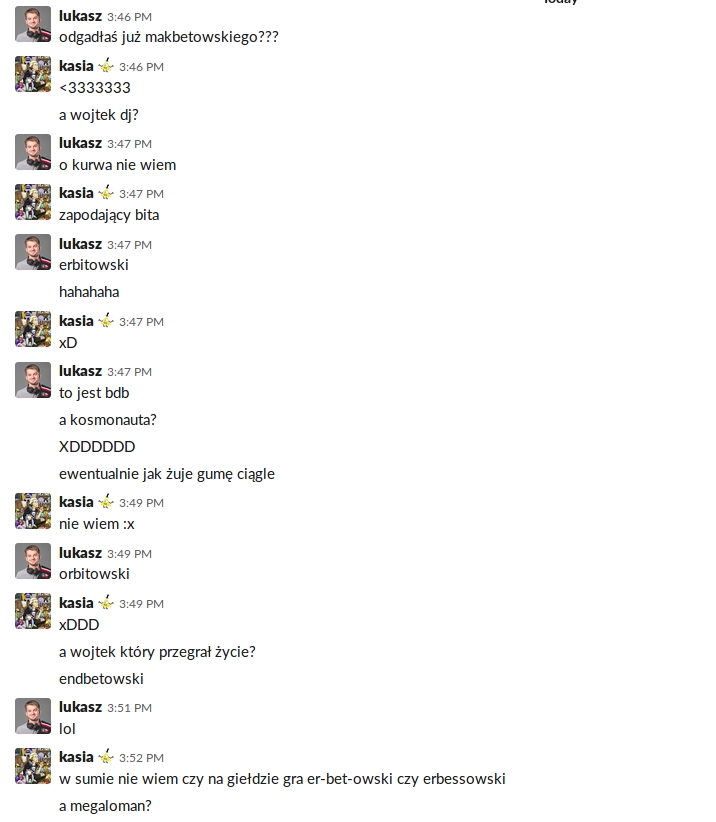 Today
lukasz 3:46 PM
odgadłaś już makbetowskiego???
kasia 3:46 PM
<3333333
a wojtek dj?
lukasz 3:47 PM
o kurwa nie wiem
kasia 3:47 PM
zapodający bita
lukasz 3:47 PM
erbitowski
hahahaha
kasia 3:47 PM
xD
lukasz 3:47 PM
to jest bdb
a kosmonauta?
XDDDDDD
ewentualnie jak żuje gumę ciągle
kasia 3:49 PM
nie wiem :x
lukasz 3:49 PM
orbitowski
kasia 3:49 PM
xDDD
a wojtek który przegrał życie?
endbetowski
lukasz 3:51 PM
lol
kasia 3:52 PM
w sumie nie wiem czy na giełdzie gra er-bet-owski czy erbessowski
a megaloman?